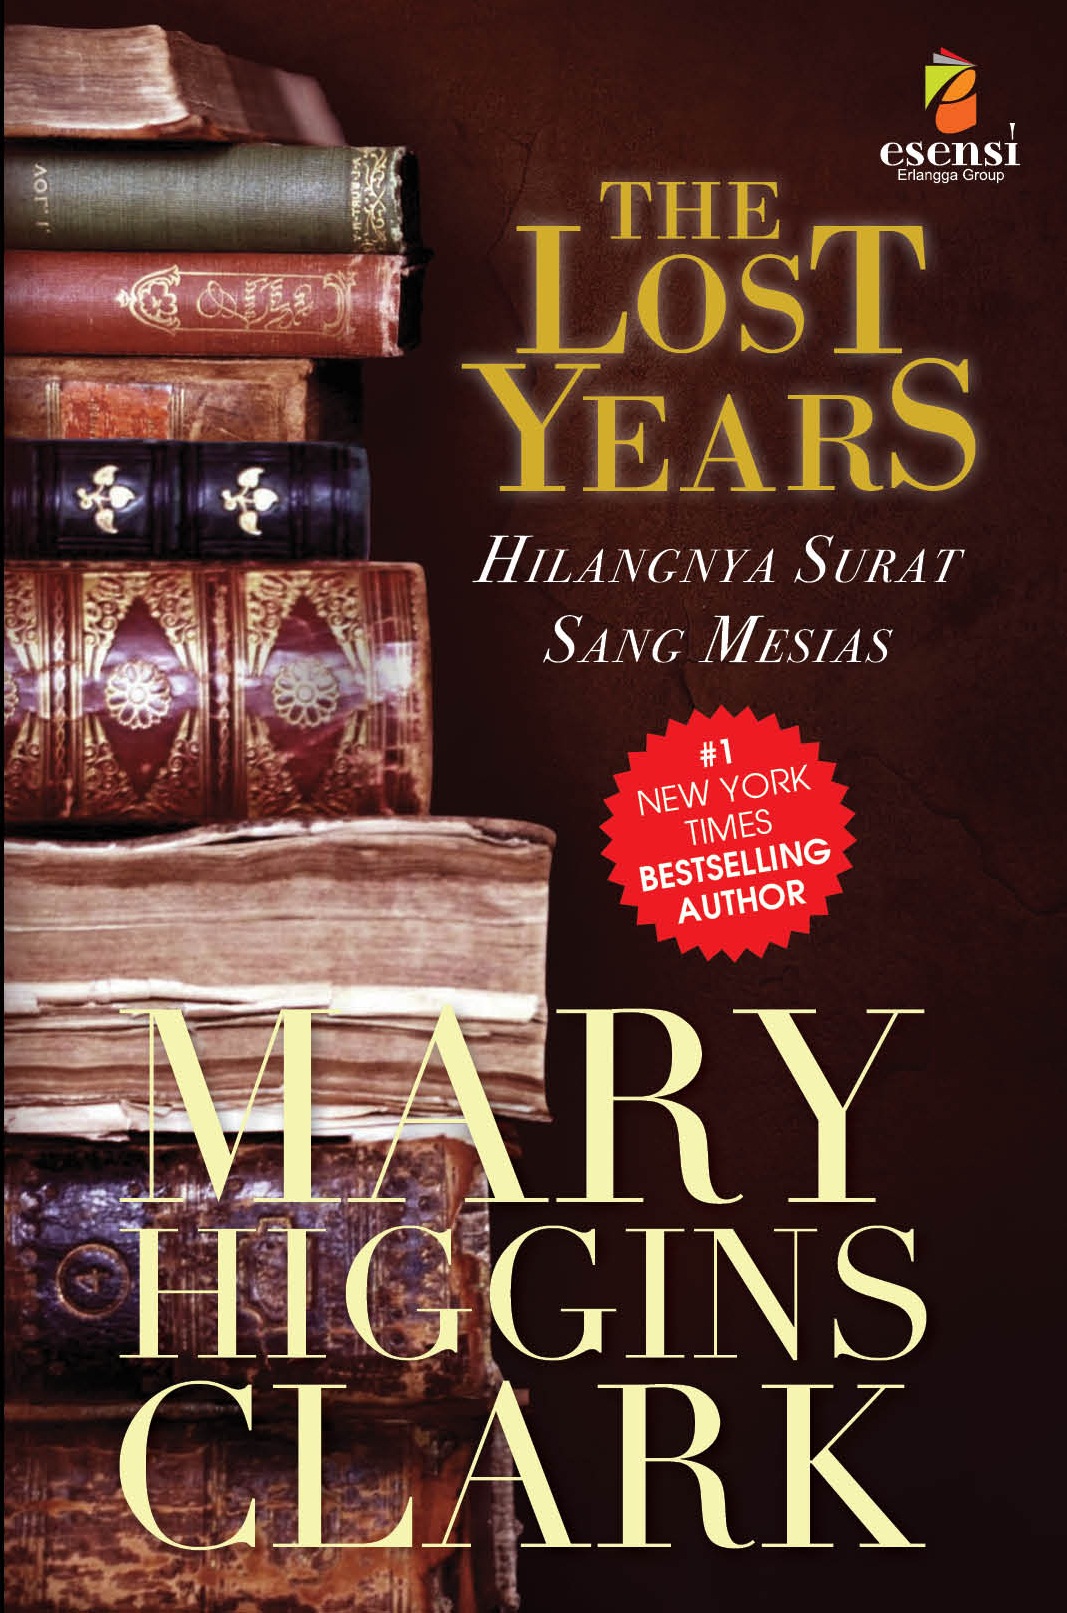 esensi
Erlangga Group
THE
LOST
YEARS
HILANGNYA SURAT
SANG MESIAS
#1
NEW YORK
TIMES
BESTSELLING
AUTHOR
MARY
HIGGINS
CLARK
4